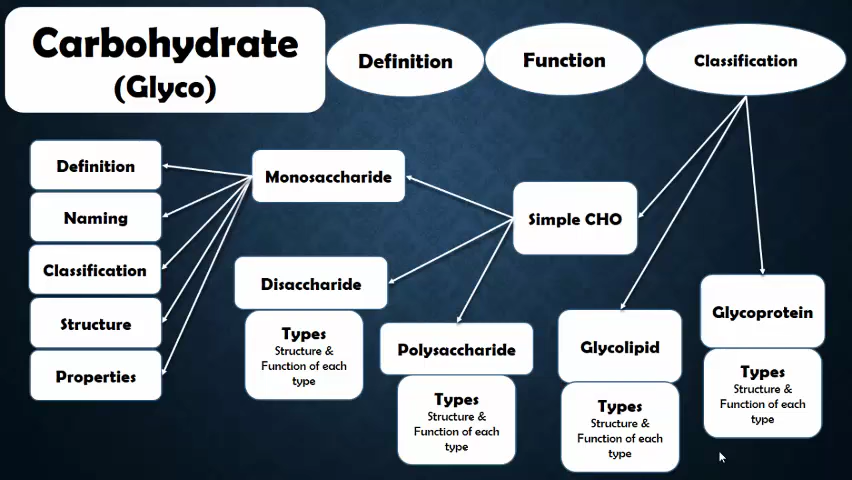 Carbohydrate
(Glyco)
Definition
Function
Classification
Definition
Naming
Classification
Structure
Properties
Monosaccharide
Simple CHO
Disaccharide
Types
Structure &
Function of each
type
Polysaccharide
Types
Structure &
Function of each
type
Glycolipid
Types
Structure &
Function of each
type
Glycoprotein
Types
Structure &
Function of each
type